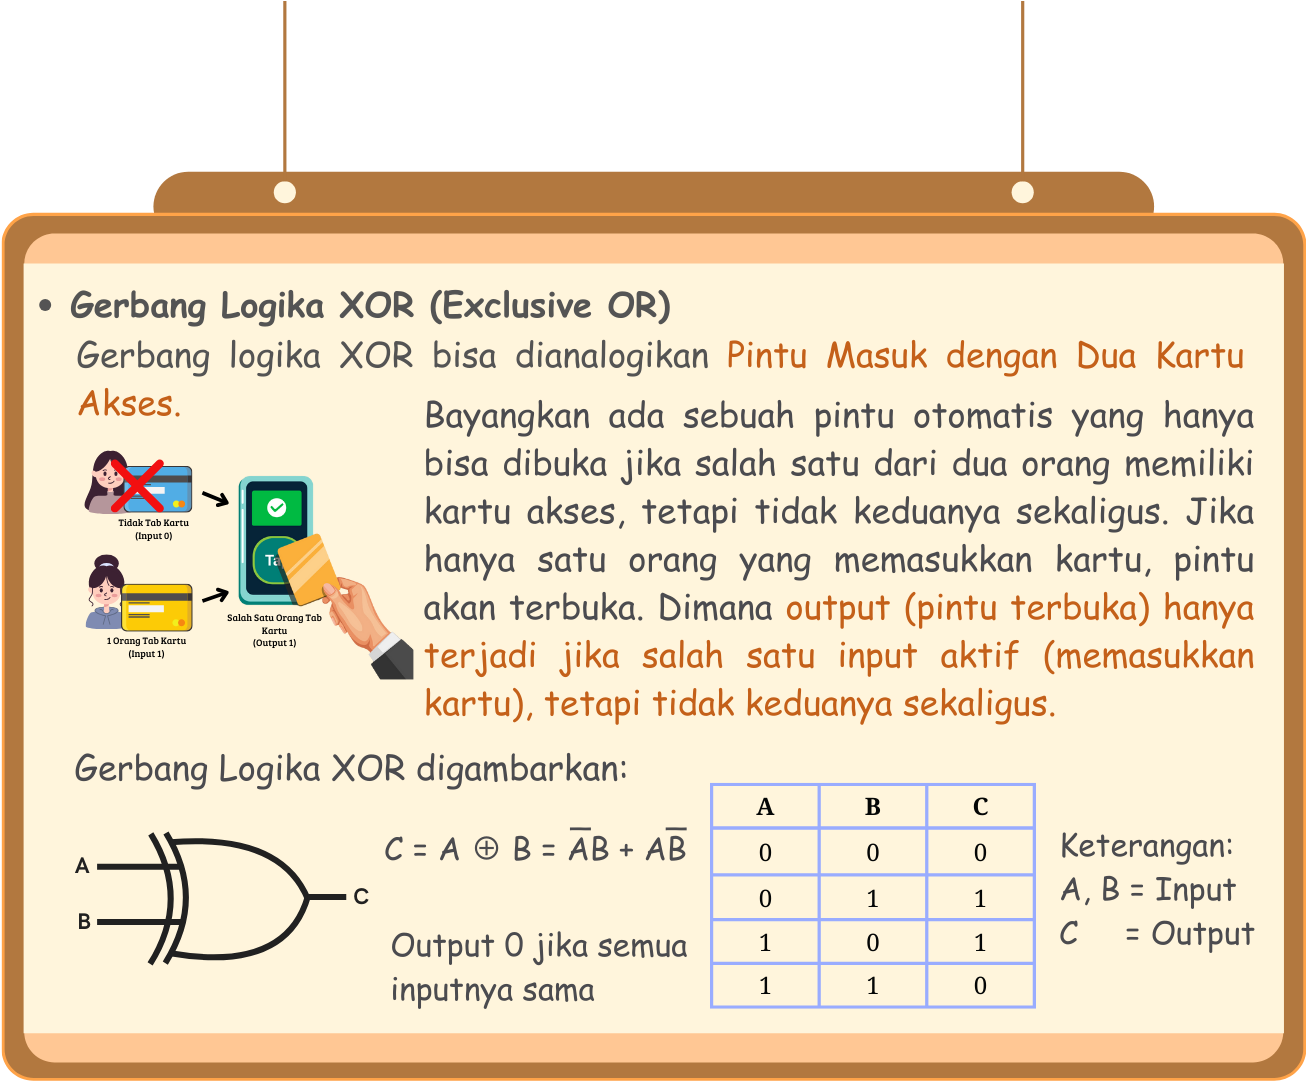 • Gerbang Logika XOR (Exclusive OR)
Gerbang logika XOR bisa dianalogikan Pintu Masuk dengan Dua Kartu
Akses.
Bayangkan ada sebuah pintu otomatis yang hanya
bisa dibuka jika salah satu dari dua orang memiliki
kartu akses, tetapi tidak keduanya sekaligus. Jika
hanya satu orang yang memasukkan kartu, pintu
akan terbuka. Dimana output (pintu terbuka) hanya
terjadi jika salah satu input aktif (memasukkan
kartu), tetapi tidak keduanya sekaligus.
Tidak Tab Kartu
(Input 0)
1 Orang Tab Kartu
(Input 1)
Salah Satu Orang Tab
Kartu
(Output 1)
Gerbang Logika XOR digambarkan:
A
B
C
C = A ⊕ B = A̅B + AB̅
Output 0 jika semua
inputnya sama
A B C
0 0 0
0 1 1
1 0 1
1 1 0
Keterangan:
A, B = Input
C = Output